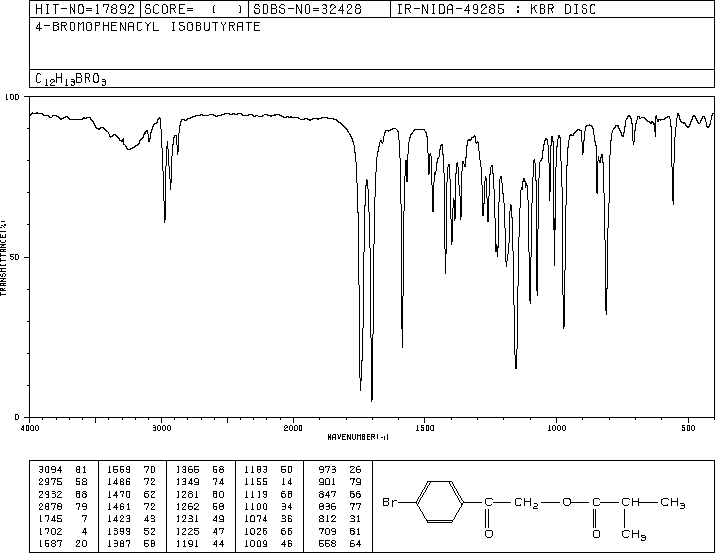 HIT-NO=17892 SCORE= ( ) SDBS-NO=32428 IR-NIDA-49285 : KBR DISC
4-BROMOPHENACYL ISOBUTYRATE
C12H13BRO3
100
50
0
TRANSMITTANCE(%)
4000 3000 2000 1500 1000 500
WAVENUMBER(-1)
3094 81 1569 70 1366 68 1183 60 973 26
2975 58 1486 72 1349 74 1155 14 901 79
2932 68 1470 62 1281 60 1119 68 847 66
2878 79 1461 72 1262 58 1100 34 836 77
1745 7 1423 43 1231 49 1074 36 812 31
1702 4 1399 52 1225 47 1026 66 709 81
1587 20 1387 58 1191 44 1009 46 558 64
Br C CH2 O C CH CH3
O O CH3